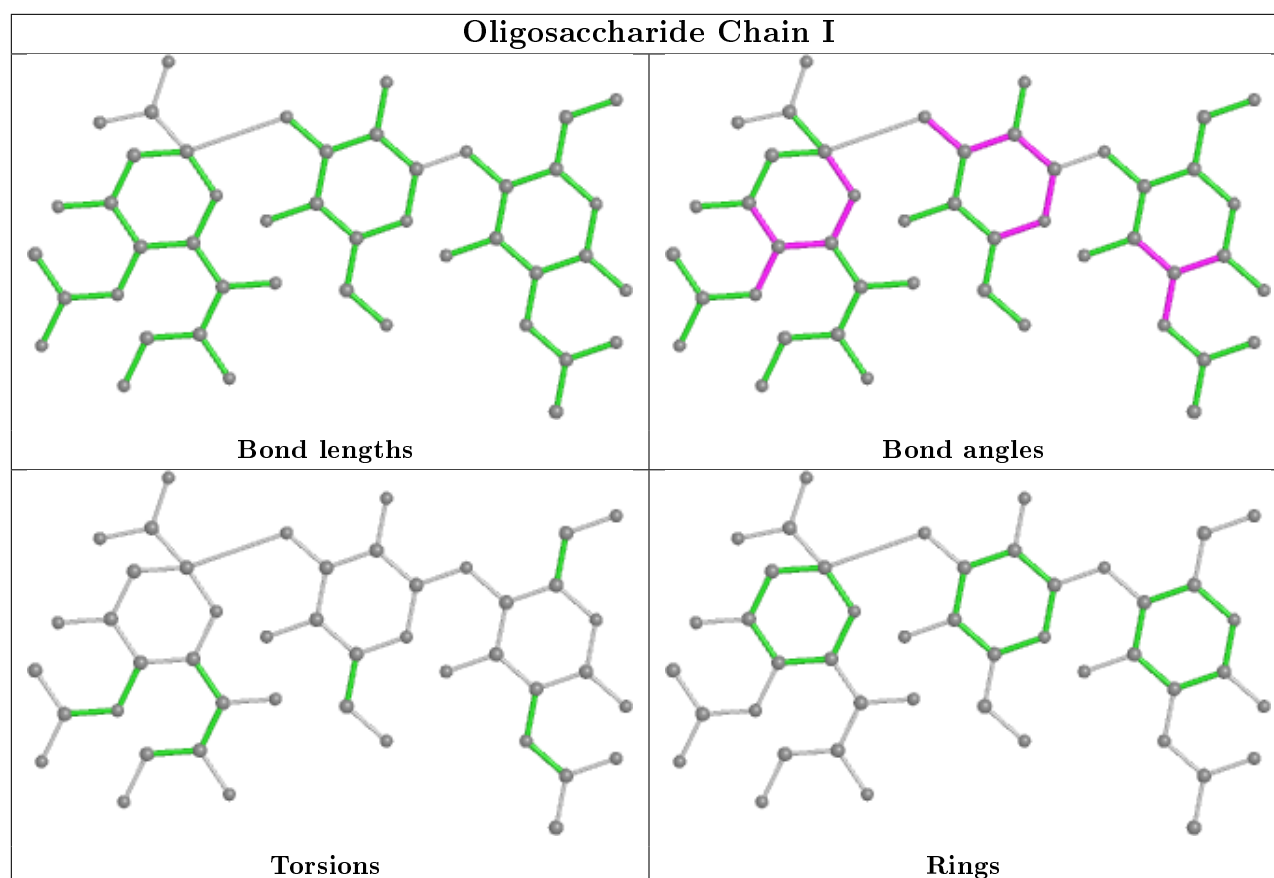 Oligosaccharide Chain I
Bond lengths
Bond angles
Torsions
Rings